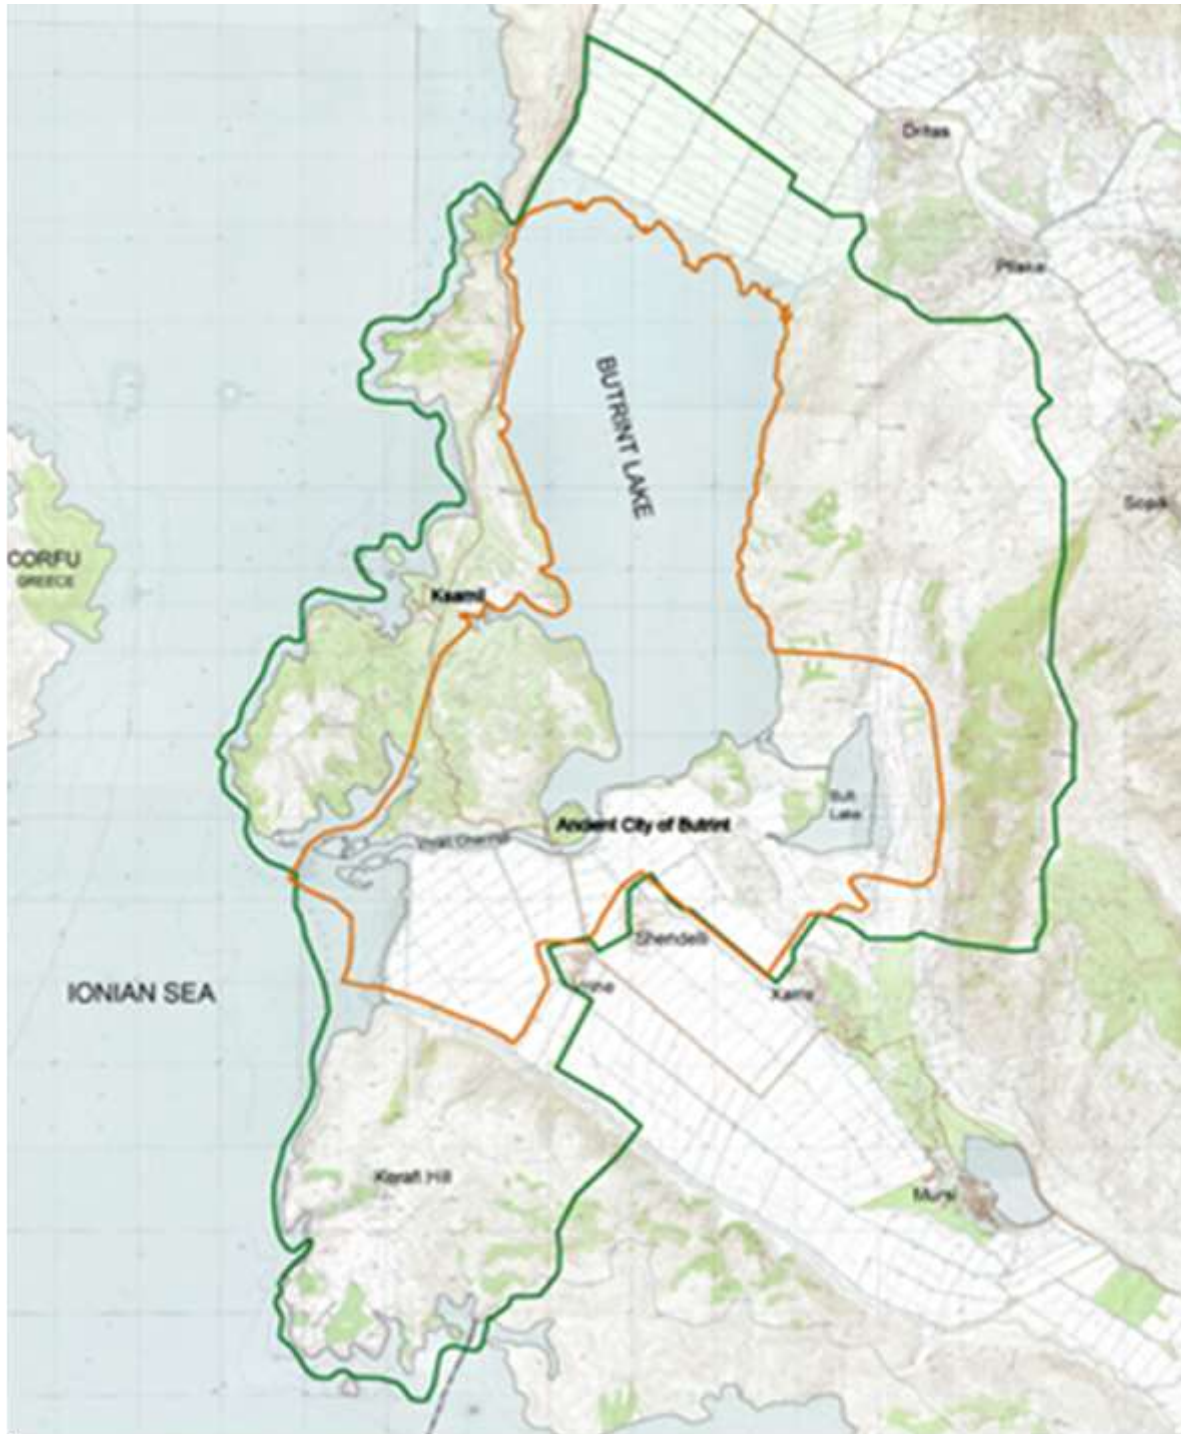 Dritas
BUTRINT LAKE
Sopik
CORFU
GREECE
Ksamil
Bufi
Lake
Ancient City of Butrint
Vivari Channel
Shendelli
IONIAN SEA
Xarre
Korafi Hill
Mursi